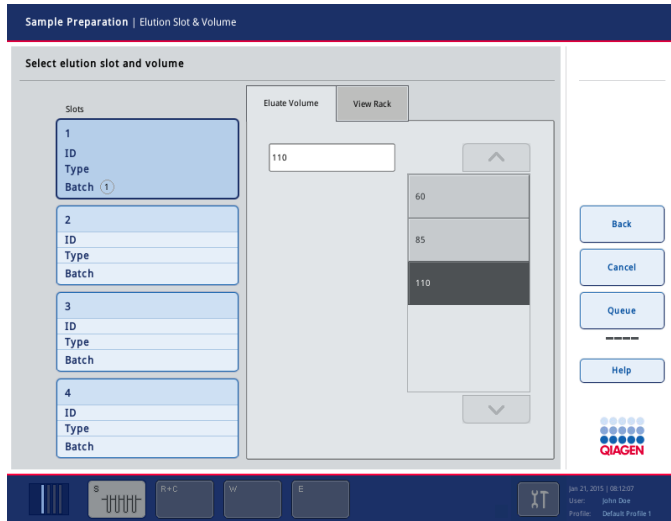 Sample Preparation | Elution Slot & Volume
Select elution slot and volume
Slots
1
ID
Type
Batch 1
2
ID
Type
Batch
3
ID
Type
Batch
4
ID
Type
Batch
Eluate Volume
View Rack
110
60
85
110
Back
Cancel
Queue
Help
QIAGEN
S
R+C
W
E
Jan 21, 2015 | 08:12:07
User: John Doe
Profile: Default Profile 1